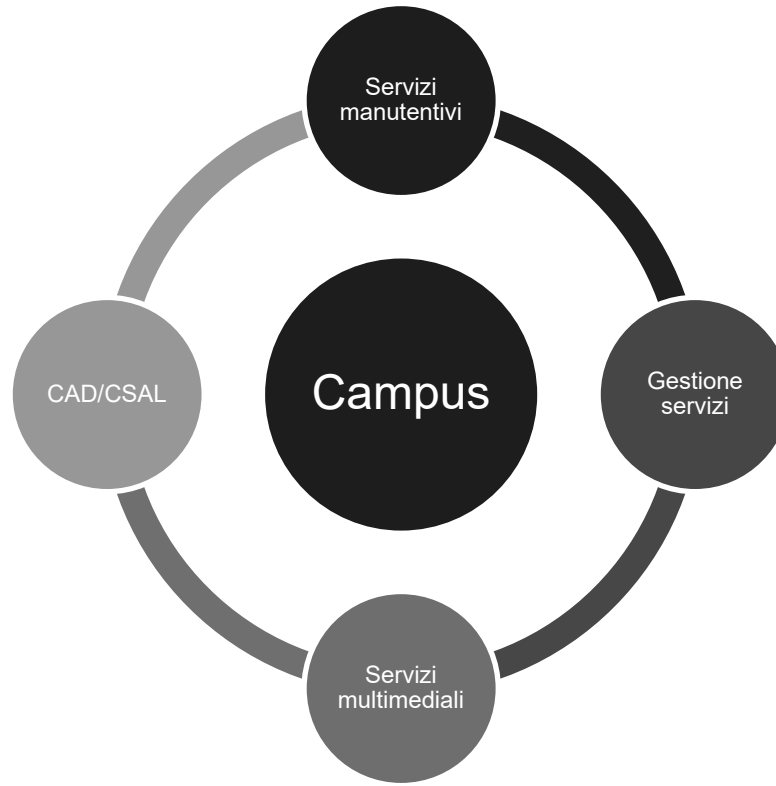 Servizi
manutentivi
CAD/CSAL
Campus
Gestione
servizi
Servizi
multimediali